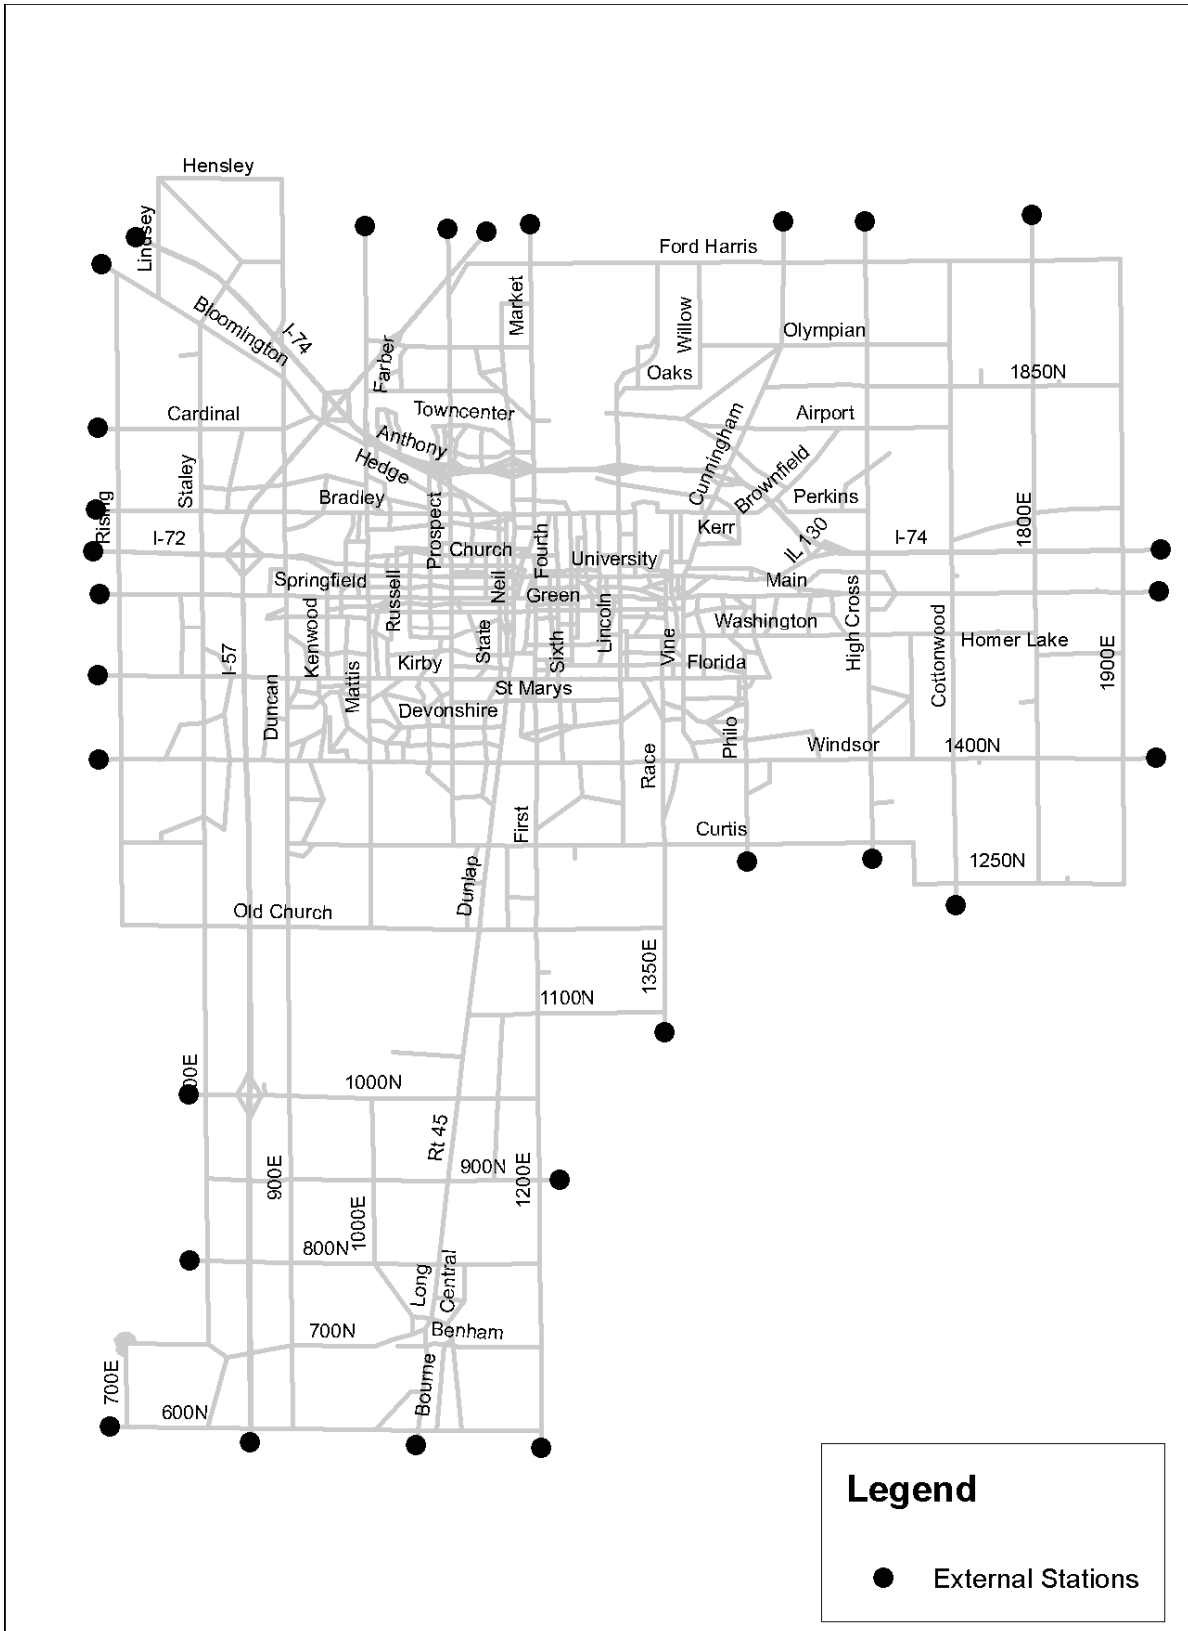 Hensley
Lindsey
Ford Harris
Bloomington
I-74
Market
Willow
Olympian
Farber
Oaks
1850N
Cardinal
Towncenter
Airport
Anthony
Cunningham
Hedge
Brownfield
Staley
Bradley
Prospect
Perkins
Rising
1800E
Kerr
I-72
Church
Fourth
University
IL 130
I-74
Springfield
Russell
Neil
Green
Main
Kenwood
Lincoln
Washington
High Cross
State
Sixth
Vine
Homer Lake
I-57
Kirby
Florida
Cottonwood
1900E
Duncan
Mattis
St Marys
Devonshire
Philo
Windsor
1400N
Race
First
Curtis
Dunlap
1250N
Old Church
1350E
1100N
1000N
Rt 45
900E
900N
1200E
1000E
800N
Long
Central
700N
Benham
700E
Bourne
600N
Legend
External Stations